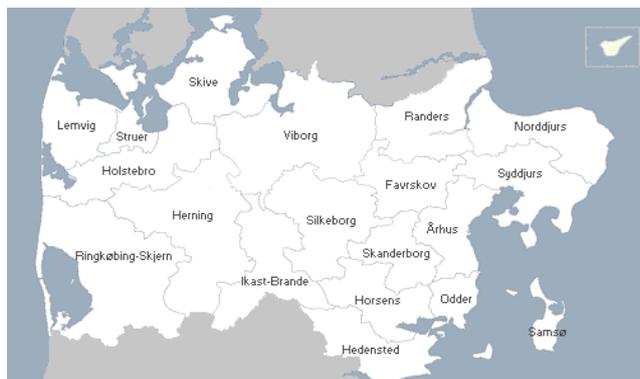 Skive
Lemvig
Struer
Viborg
Randers
Norddjurs
Holstebro
Favrskov
Syddjurs
Herning
Silkeborg
Århus
Ringkøbing-Skjern
Skanderborg
Ikast-Brande
Horsens
Odder
Samsø
Hedensted